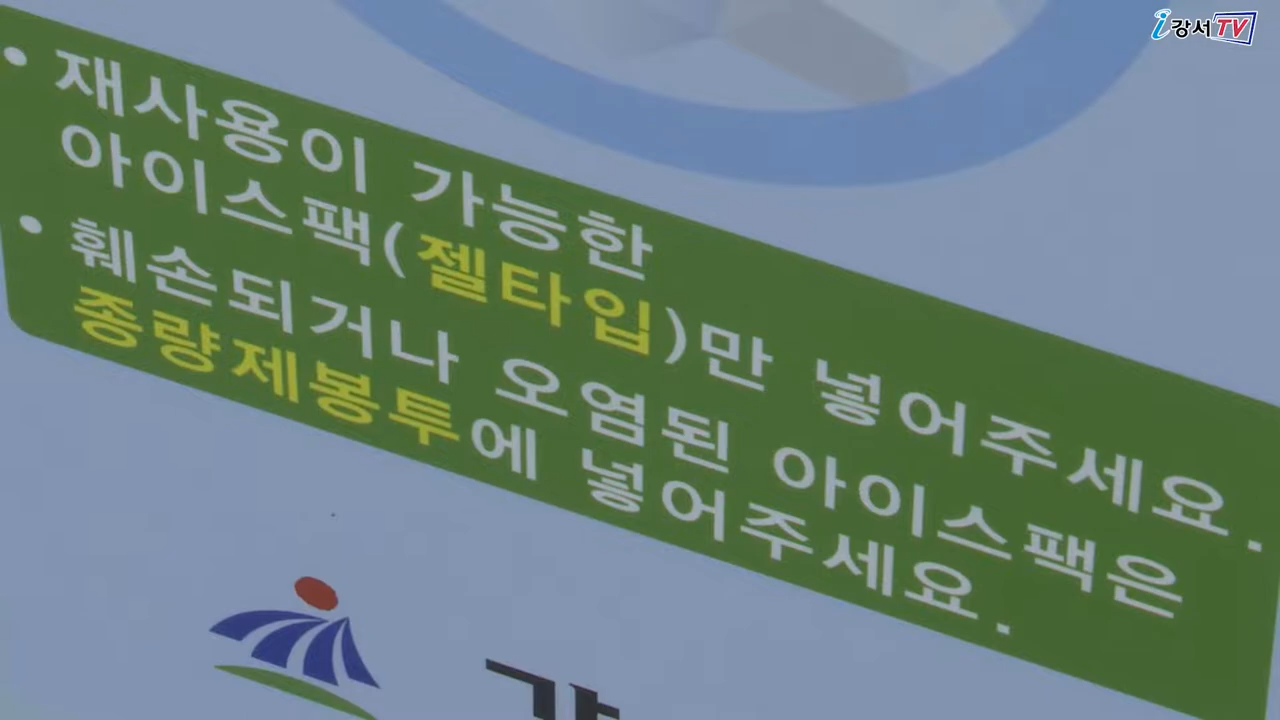 i강서TV
• 재사용이 가능한
아이스팩(젤타입)만 넣어주세요.
• 훼손되거나 오염된 아이스팩은
종량제봉투에 넣어주세요.